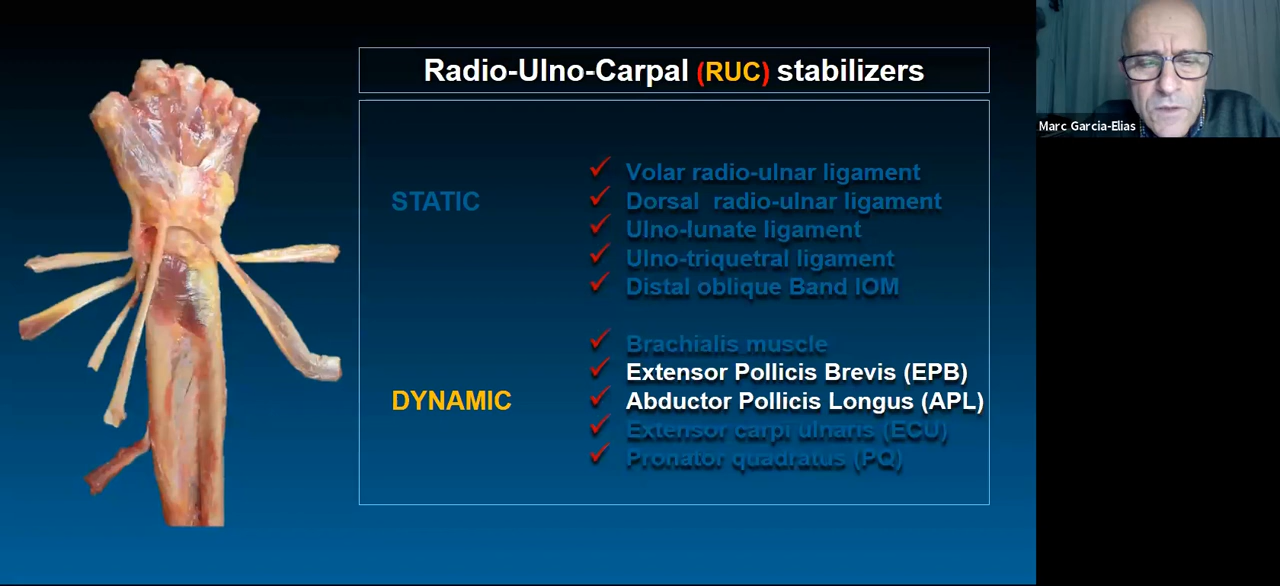 Radio-Ulno-Carpal (RUC) stabilizers
STATIC
Volar radio-ulnar ligament
Dorsal radio-ulnar ligament
Ulno-lunate ligament
Ulno-triquetral ligament
Distal oblique Band IOM
DYNAMIC
Brachialis muscle
Extensor Pollicis Brevis (EPB)
Abductor Pollicis Longus (APL)
Extensor carpi ulnaris (ECU)
Pronator quadratus (PQ)
Marc Garcia-Elias